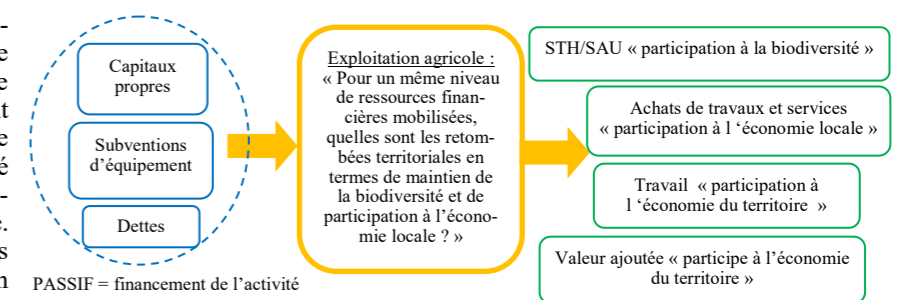 -
e
e
t
e
é
-
e.
s
n
Capitaux
propres
Subventions
d'équipement
Dettes
PASSIF = financement de l'activité
Exploitation agricole :
« Pour un même niveau
de ressources finan-
cières mobilisées,
quelles sont les retom-
bées territoriales en
termes de maintien de
la biodiversité et de
participation à l'écono-
mie locale ? »
STH/SAU « participation à la biodiversité »
Achats de travaux et services
« participation à l 'économie locale »
Travail « participation à
l 'économie du territoire »
Valeur ajoutée « participe à l'économie
du territoire »